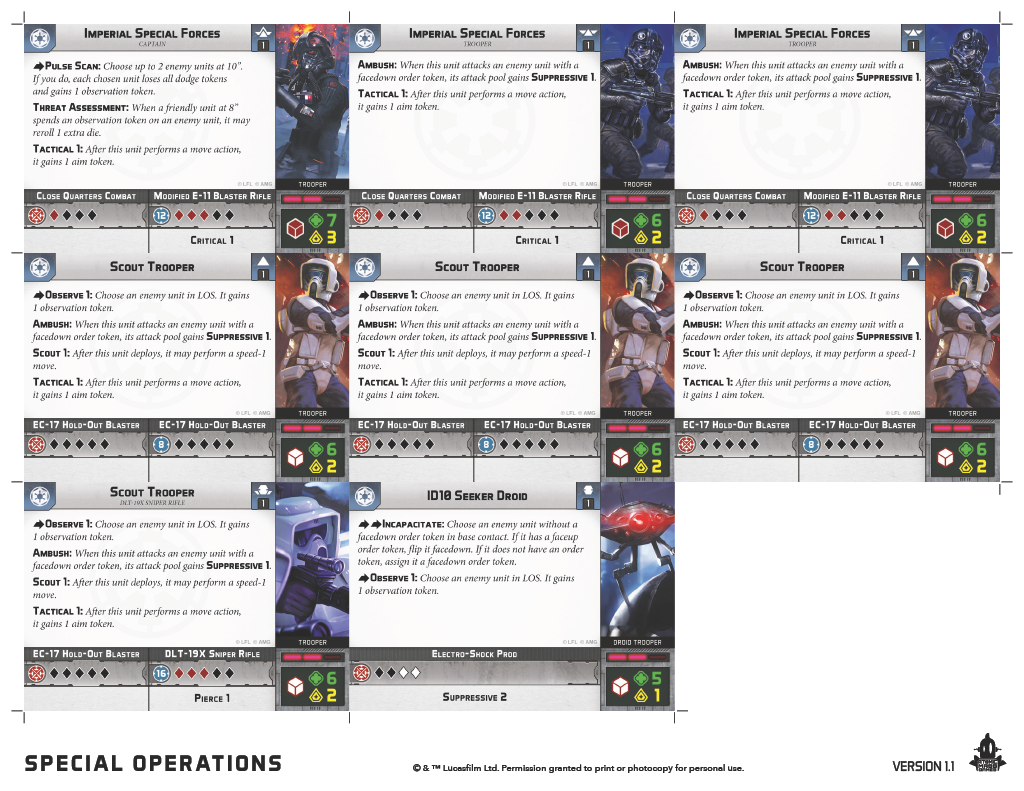 IMPERIAL SPECIAL FORCES
CAPTAIN
1
PULSE SCAN: Choose up to 2 enemy units at 10".
If you do, each chosen unit loses all dodge tokens
and gains 1 observation token.
THREAT ASSESSMENT: When a friendly unit at 8"
spends an observation token on an enemy unit, it may
reroll 1 extra die.
TACTICAL 1: After this unit performs a move action,
it gains 1 aim token.
© LFL © AMG
TROOPER
CLOSE QUARTERS COMBAT
MODIFIED E-11 BLASTER RIFLE
12
CRITICAL 1
7
3
IMPERIAL SPECIAL FORCES
TROOPER
1
AMBUSH: When this unit attacks an enemy unit with a
facedown order token, its attack pool gains SUPPRESSIVE 1.
TACTICAL 1: After this unit performs a move action,
it gains 1 aim token.
© LFL © AMG
TROOPER
CLOSE QUARTERS COMBAT
MODIFIED E-11 BLASTER RIFLE
12
CRITICAL 1
6
2
IMPERIAL SPECIAL FORCES
TROOPER
1
AMBUSH: When this unit attacks an enemy unit with a
facedown order token, its attack pool gains SUPPRESSIVE 1.
TACTICAL 1: After this unit performs a move action,
it gains 1 aim token.
© LFL © AMG
TROOPER
CLOSE QUARTERS COMBAT
MODIFIED E-11 BLASTER RIFLE
12
CRITICAL 1
6
2
SCOUT TROOPER
1
OBSERVE 1: Choose an enemy unit in LOS. It gains
1 observation token.
AMBUSH: When this unit attacks an enemy unit with a
facedown order token, its attack pool gains SUPPRESSIVE 1.
SCOUT 1: After this unit deploys, it may perform a speed-1
move.
TACTICAL 1: After this unit performs a move action,
it gains 1 aim token.
© LFL © AMG
TROOPER
EC-17 HOLD-OUT BLASTER
EC-17 HOLD-OUT BLASTER
8
6
2
SCOUT TROOPER
1
OBSERVE 1: Choose an enemy unit in LOS. It gains
1 observation token.
AMBUSH: When this unit attacks an enemy unit with a
facedown order token, its attack pool gains SUPPRESSIVE 1.
SCOUT 1: After this unit deploys, it may perform a speed-1
move.
TACTICAL 1: After this unit performs a move action,
it gains 1 aim token.
© LFL © AMG
TROOPER
EC-17 HOLD-OUT BLASTER
EC-17 HOLD-OUT BLASTER
8
6
2
SCOUT TROOPER
1
OBSERVE 1: Choose an enemy unit in LOS. It gains
1 observation token.
AMBUSH: When this unit attacks an enemy unit with a
facedown order token, its attack pool gains SUPPRESSIVE 1.
SCOUT 1: After this unit deploys, it may perform a speed-1
move.
TACTICAL 1: After this unit performs a move action,
it gains 1 aim token.
© LFL © AMG
TROOPER
EC-17 HOLD-OUT BLASTER
EC-17 HOLD-OUT BLASTER
8
6
2
SCOUT TROOPER
DLT-19X SNIPER RIFLE
1
OBSERVE 1: Choose an enemy unit in LOS. It gains
1 observation token.
AMBUSH: When this unit attacks an enemy unit with a
facedown order token, its attack pool gains SUPPRESSIVE 1.
SCOUT 1: After this unit deploys, it may perform a speed-1
move.
TACTICAL 1: After this unit performs a move action,
it gains 1 aim token.
© LFL © AMG
TROOPER
EC-17 HOLD-OUT BLASTER
DLT-19X SNIPER RIFLE
16
PIERCE 1
6
2
ID10 SEEKER DROID
1
INCAPACITATE: Choose an enemy unit without a
facedown order token in base contact. If it has a faceup
order token, flip it facedown. If it does not have an order
token, assign it a facedown order token.
OBSERVE 1: Choose an enemy unit in LOS. It gains
1 observation token.
© LFL © AMG
DROID TROOPER
ELECTRO-SHOCK PROD
SUPPRESSIVE 2
5
1
SPECIAL OPERATIONS
© & ™ Lucasfilm Ltd. Permission granted to print or photocopy for personal use.
VERSION 1.1